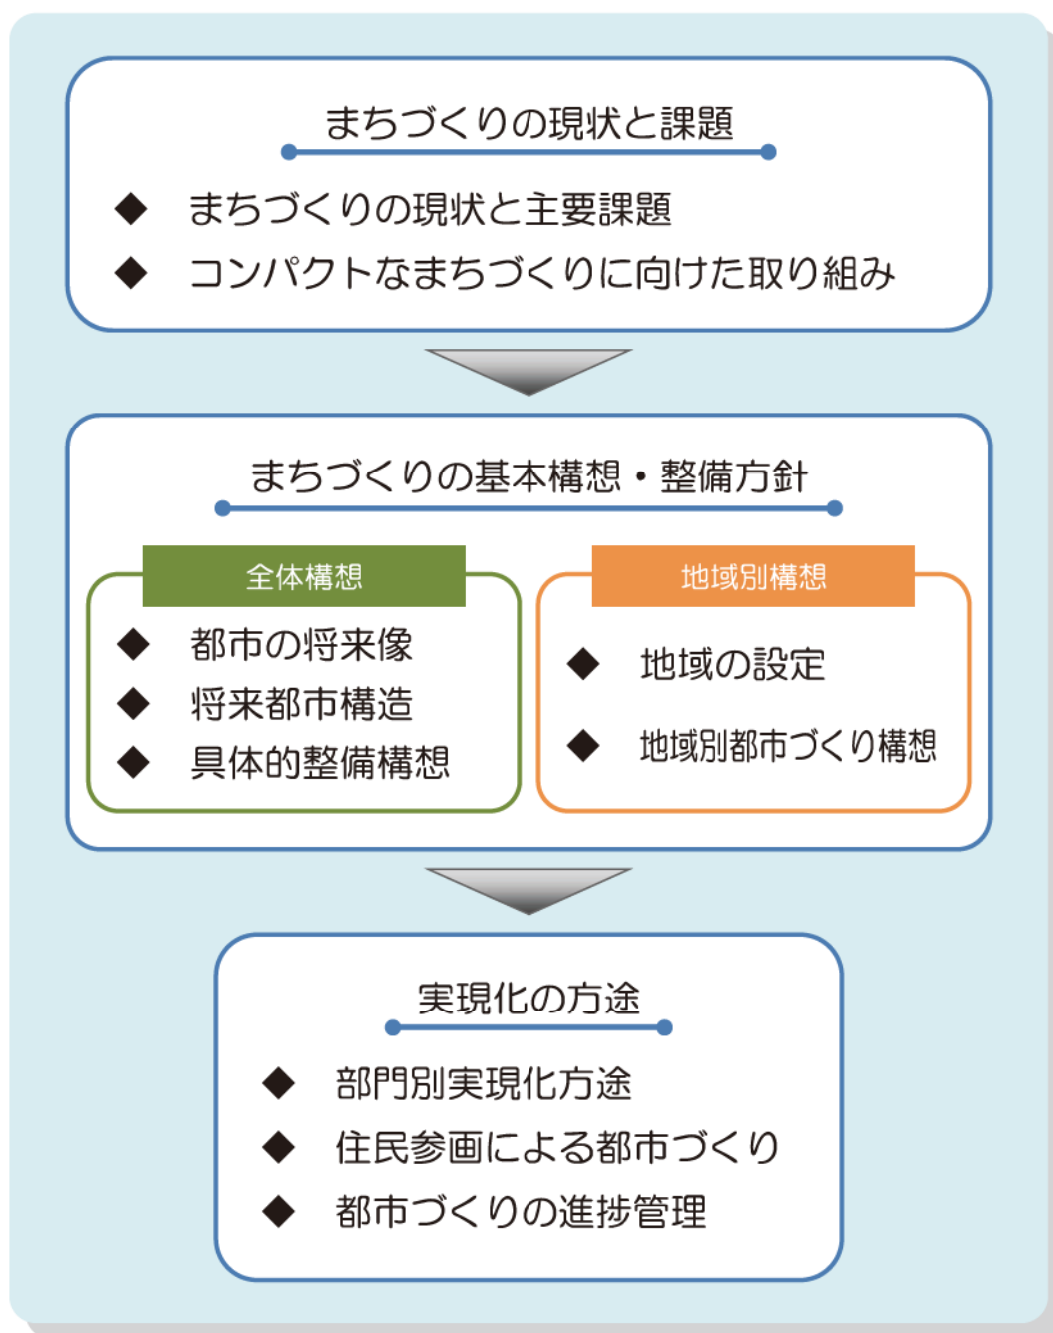 まちづくりの現状と課題
◆ まちづくりの現状と主要課題
◆ コンパクトなまちづくりに向けた取り組み
まちづくりの基本構想・整備方針
全体構想
◆ 都市の将来像
◆ 将来都市構造
◆ 具体的整備構想
地域別構想
◆ 地域の設定
◆ 地域別都市づくり構想
実現化の方途
◆ 部門別実現化方途
◆ 住民参画による都市づくり
◆ 都市づくりの進捗管理